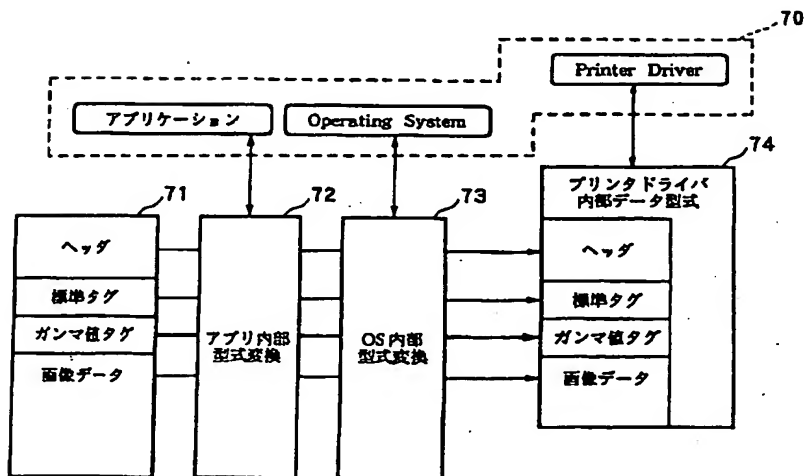 70
Printer Driver
アプリケーション
Operating System
74
プリンタドライバ
内部データ型式
71
72
73
ヘッダ
標準タグ
ガンマ値タグ
画像データ
アプリ内部
型式変換
OS内部
型式変換
ヘッダ
標準タグ
ガンマ値タグ
画像データ